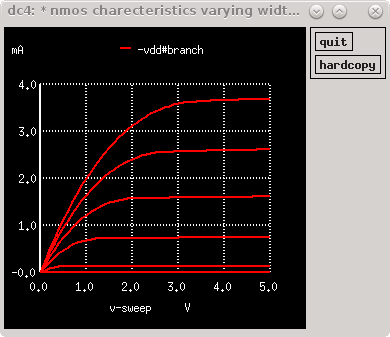 dc4: * nmos charecteristics varying widt...
quit
hardcopy
mA
-vdd#branch
4.0
3.0
2.0
1.0
-0.0
0.0 1.0 2.0 3.0 4.0 5.0
v-sweep V